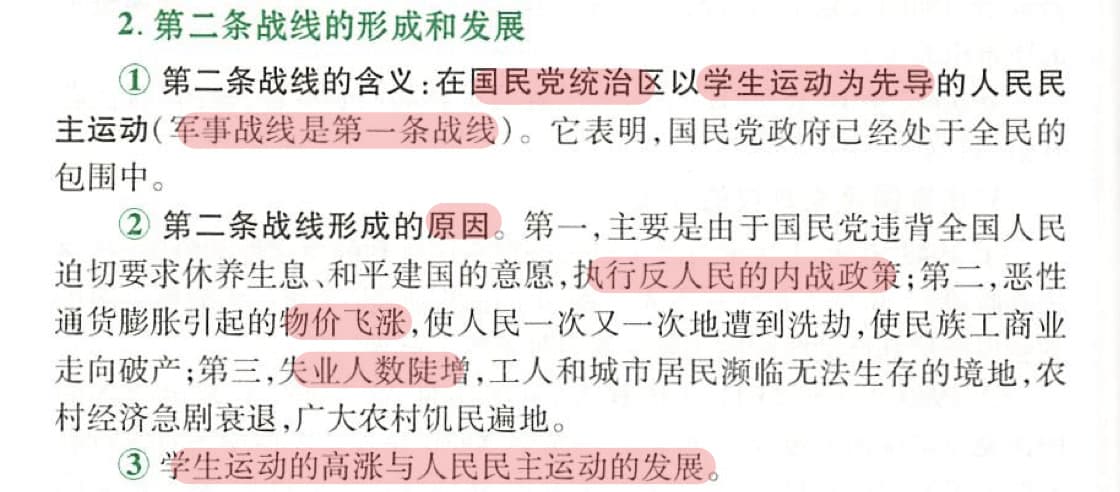 2. 第二条战线的形成和发展
① 第二条战线的含义:在国民党统治区以学生运动为先导的人民民
主运动(军事战线是第一条战线)。它表明,国民党政府已经处于全民的
包围中。
② 第二条战线形成的原因。第一,主要是由于国民党违背全国人民
迫切要求休养生息、和平建国的意愿,执行反人民的内战政策;第二,恶性
通货膨胀引起的物价飞涨,使人民一次又一次地遭到洗劫,使民族工商业
走向破产;第三,失业人数陡增,工人和城市居民濒临无法生存的境地,农
村经济急剧衰退,广大农村饥民遍地。
③ 学生运动的高涨与人民民主运动的发展。